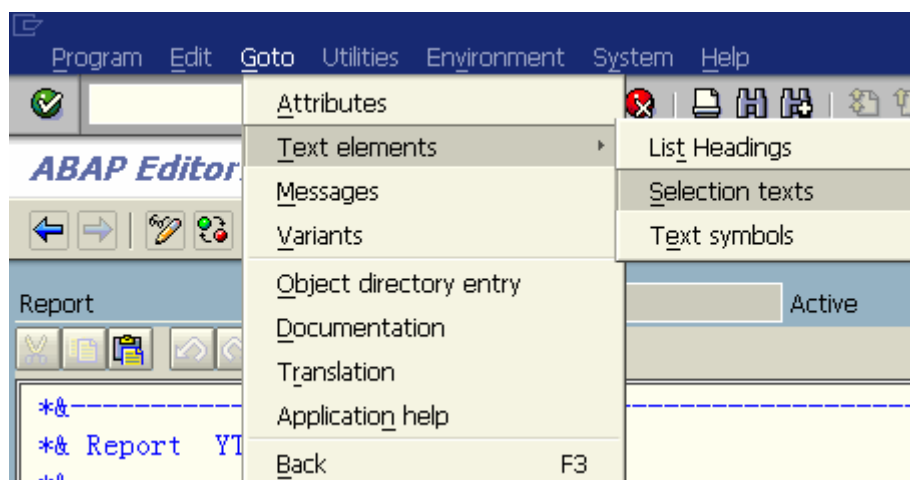 Program Edit Goto Utilities Environment System Help
Attributes
Text elements
List Headings
ABAP Editor:
Messages
Selection texts
Variants
Text symbols
Object directory entry
Report
Active
Documentation
Translation
*&----------
Application help
*& Report YT
Back F3